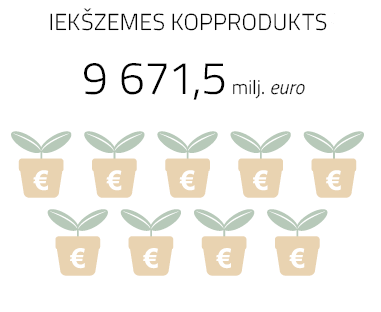 IEKŠZEMES KOPPRODUKTS
9 671,5 milj. euro
€ € € € €
€ € € €